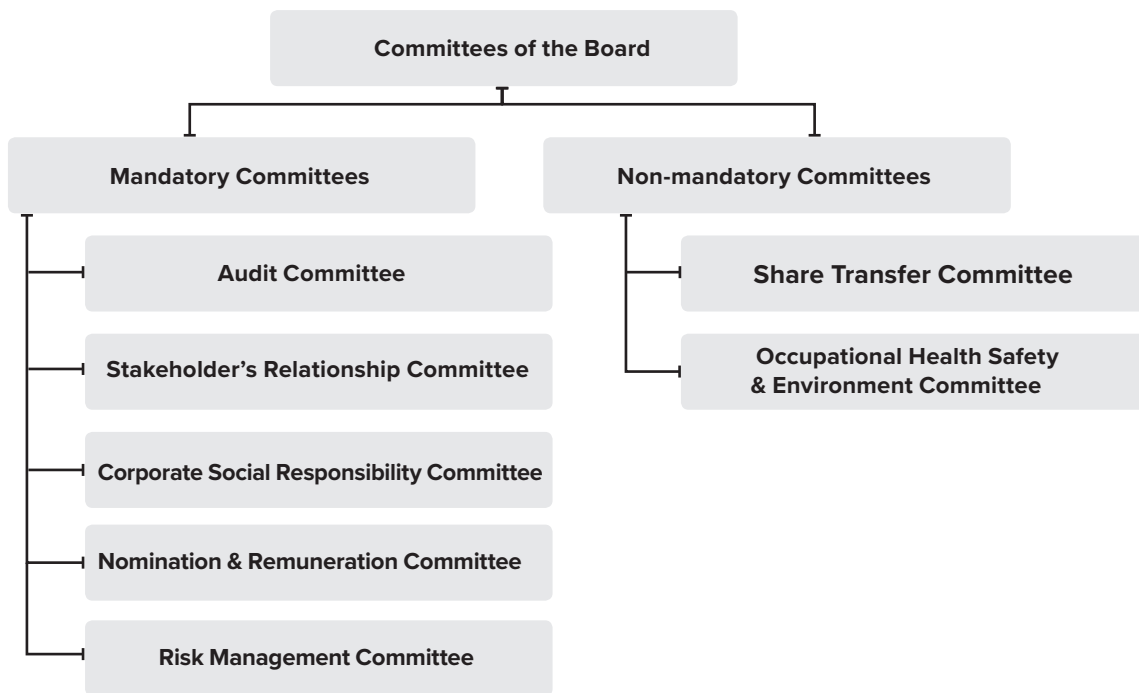 Committees of the Board
Mandatory Committees
Non-mandatory Committees
Audit Committee
Stakeholder’s Relationship Committee
Corporate Social Responsibility Committee
Nomination & Remuneration Committee
Risk Management Committee
Share Transfer Committee
Occupational Health Safety
& Environment Committee